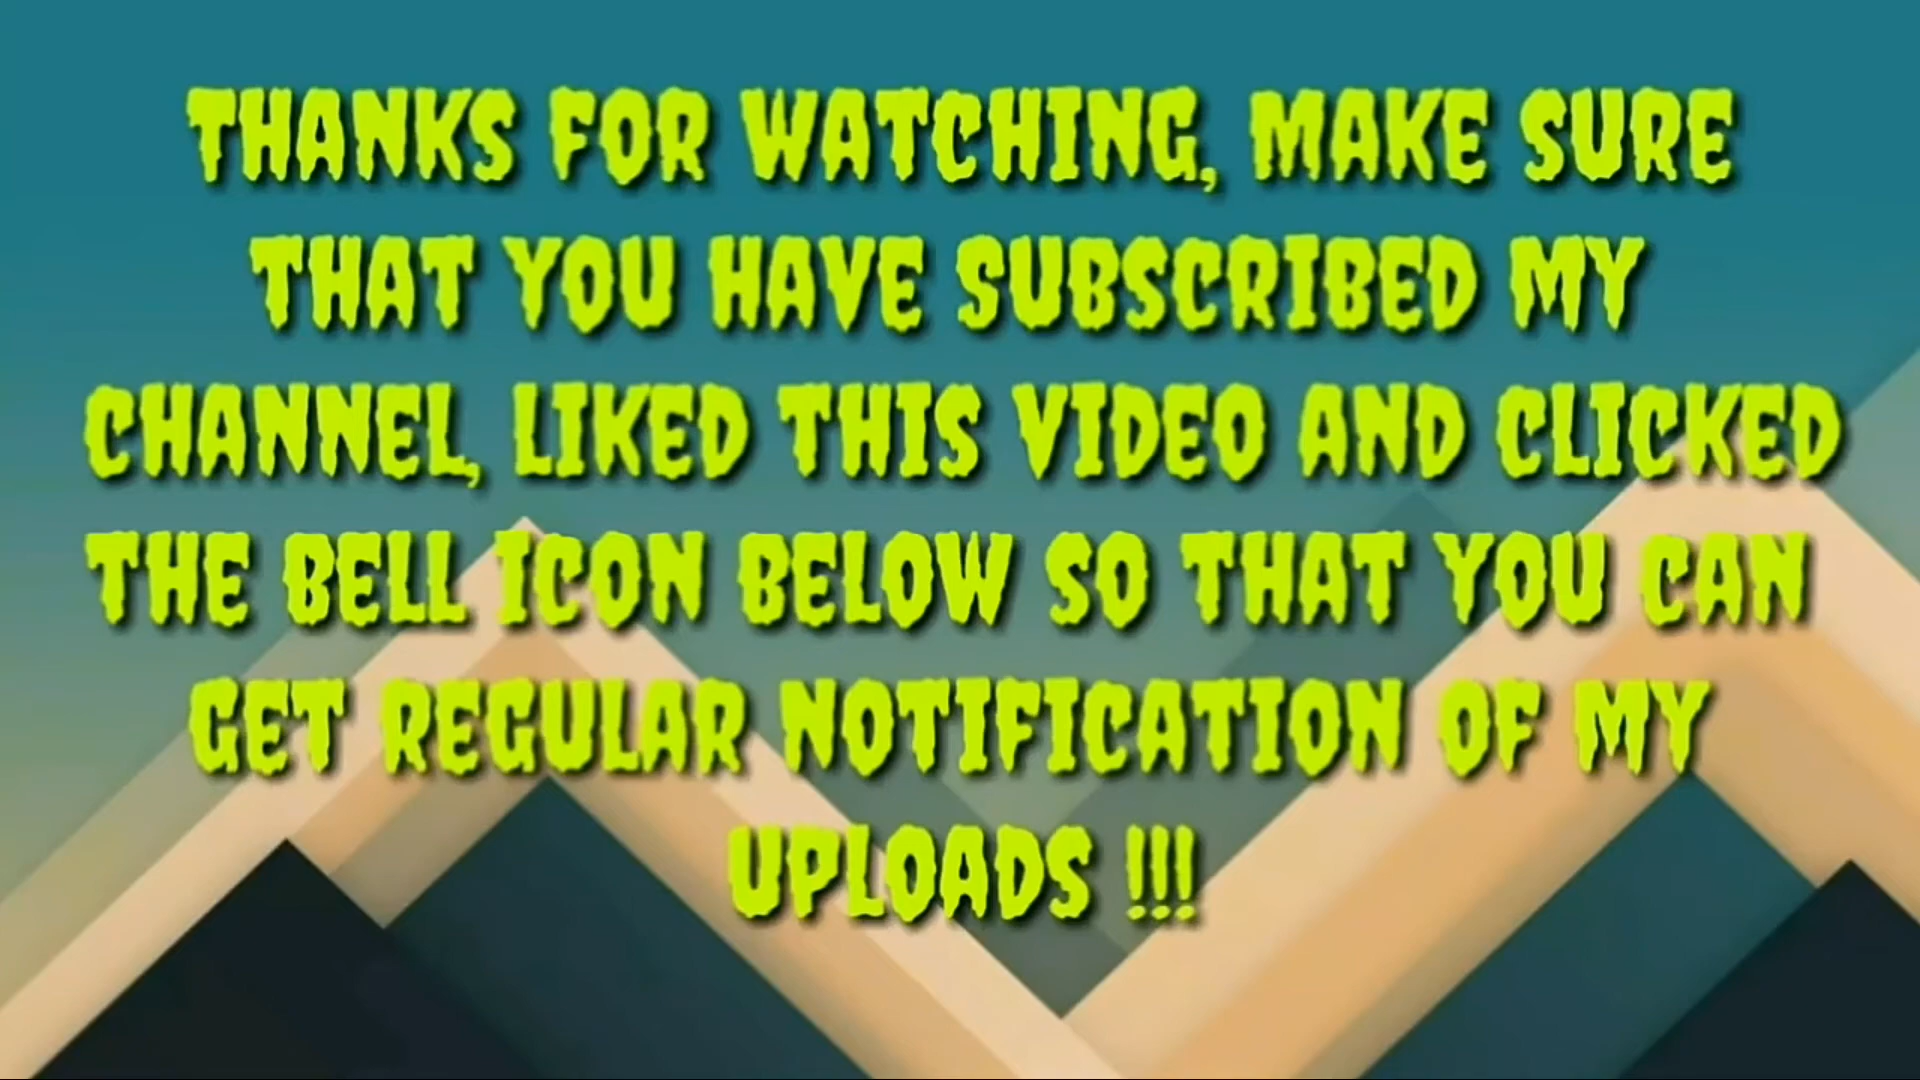 THANKS FOR WATCHING, MAKE SURE
THAT YOU HAVE SUBSCRIBED MY
CHANNEL, LIKED THIS VIDEO AND CLICKED
THE BELL ICON BELOW SO THAT YOU CAN
GET REGULAR NOTIFICATION OF MY
UPLOADS !!!